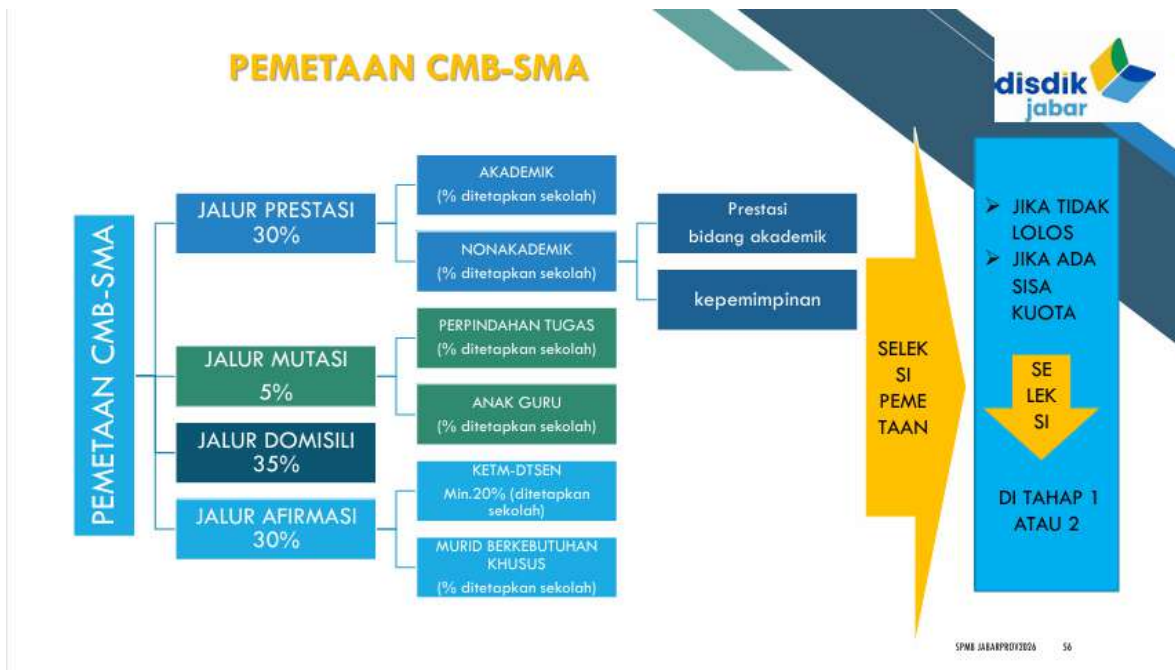 PEMETAAN CMB-SMA
disdik
jabar
PEMETAAN CMB-SMA
JALUR PRESTASI
30%
AKADEMIK
(% ditetapkan sekolah)
NONAKADEMIK
(% ditetapkan sekolah)
Prestasi
bidang akademik
kepemimpinan
JALUR MUTASI
5%
PERPINDAHAN TUGAS
(% ditetapkan sekolah)
ANAK GURU
(% ditetapkan sekolah)
JALUR DOMISILI
35%
JALUR AFIRMASI
30%
KETM-DTSEN
Min.20% (ditetapkan
sekolah)
MURID BERKEBUTUHAN
KHUSUS
(% ditetapkan sekolah)
SELEK
SI
PEME
TAAN
➤ JIKA TIDAK
LOLOS
➤ JIKA ADA
SISA
KUOTA
SE
LEK
SI
DI TAHAP 1
ATAU 2
SPMB JABARPROV2026 56